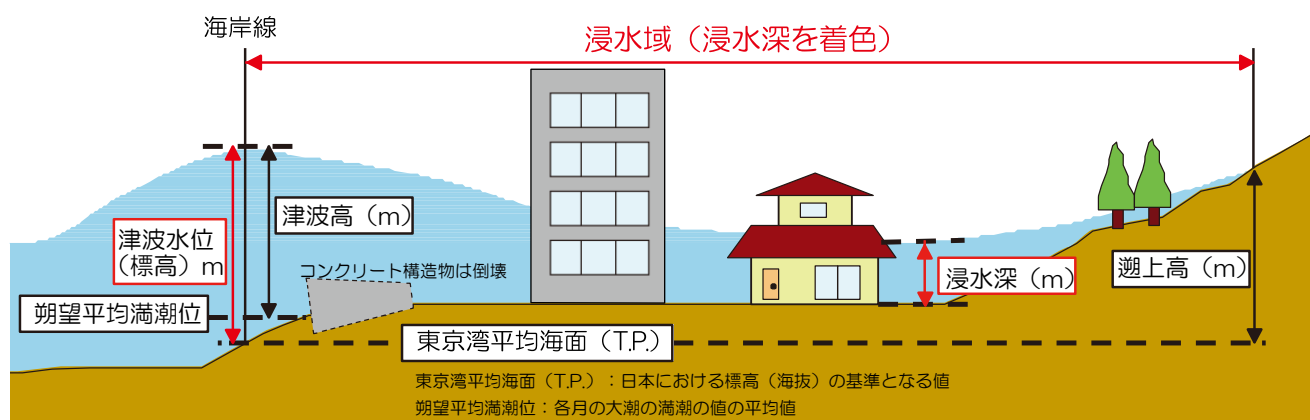 海岸線
浸水域（浸水深を着色）
津波高（m）
津波水位
（標高）m
コンクリート構造物は倒壊
浸水深（m）
遡上高（m）
朔望平均満潮位
東京湾平均海面（T.P.）
東京湾平均海面（T.P.）：日本における標高（海抜）の基準となる値
朔望平均満潮位：各月の大潮の満潮の値の平均値